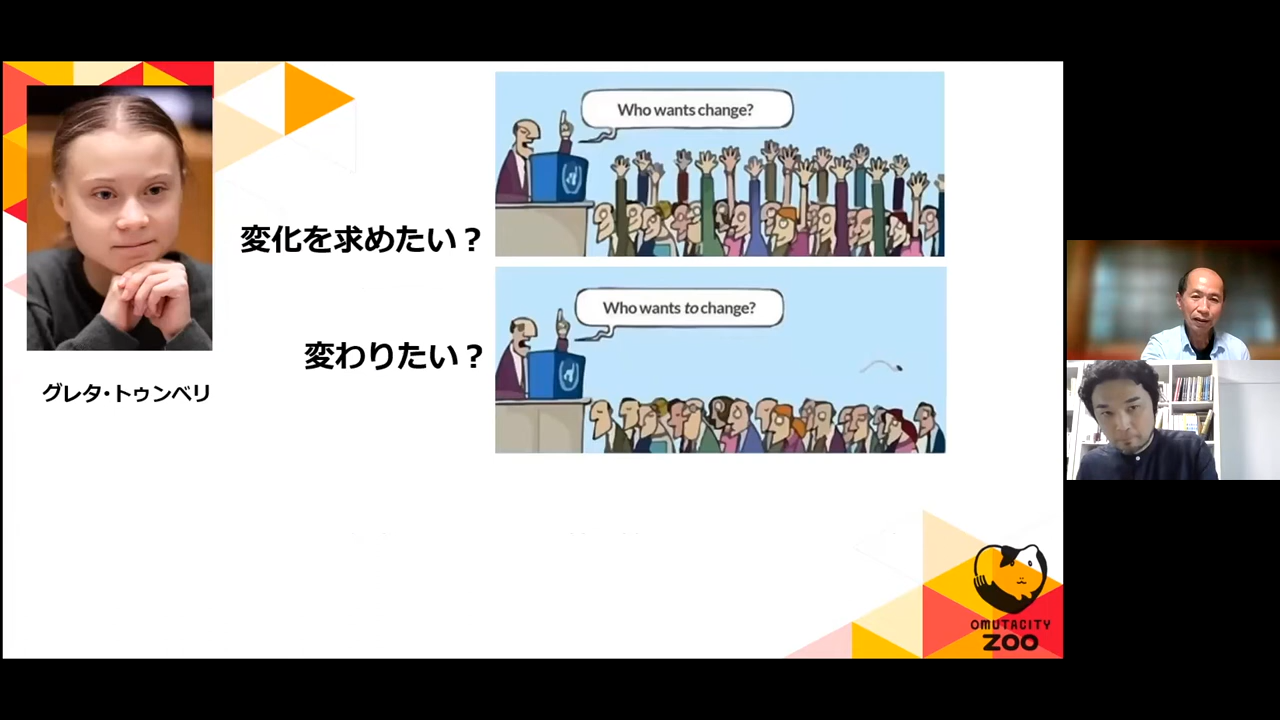 Who wants change?
変化を求めたい？
Who wants to change?
変わりたい？
グレタ・トゥンベリ
OMUTACITY
ZOO